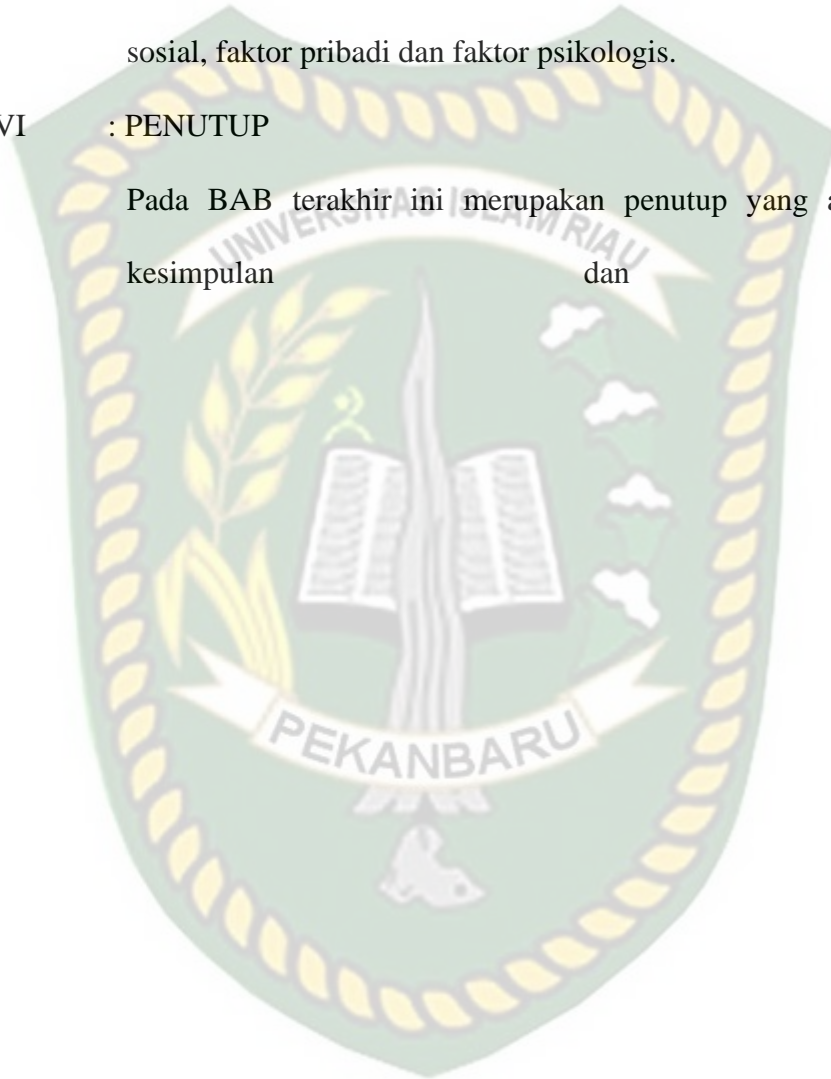 sosial, faktor pribadi dan faktor psikologis.
VI : PENUTUP
Pada BAB terakhir ini merupakan penutup yang a
UNIVERSITAS ISLAM RIAU
kesimpulan dan
PEKANBARU